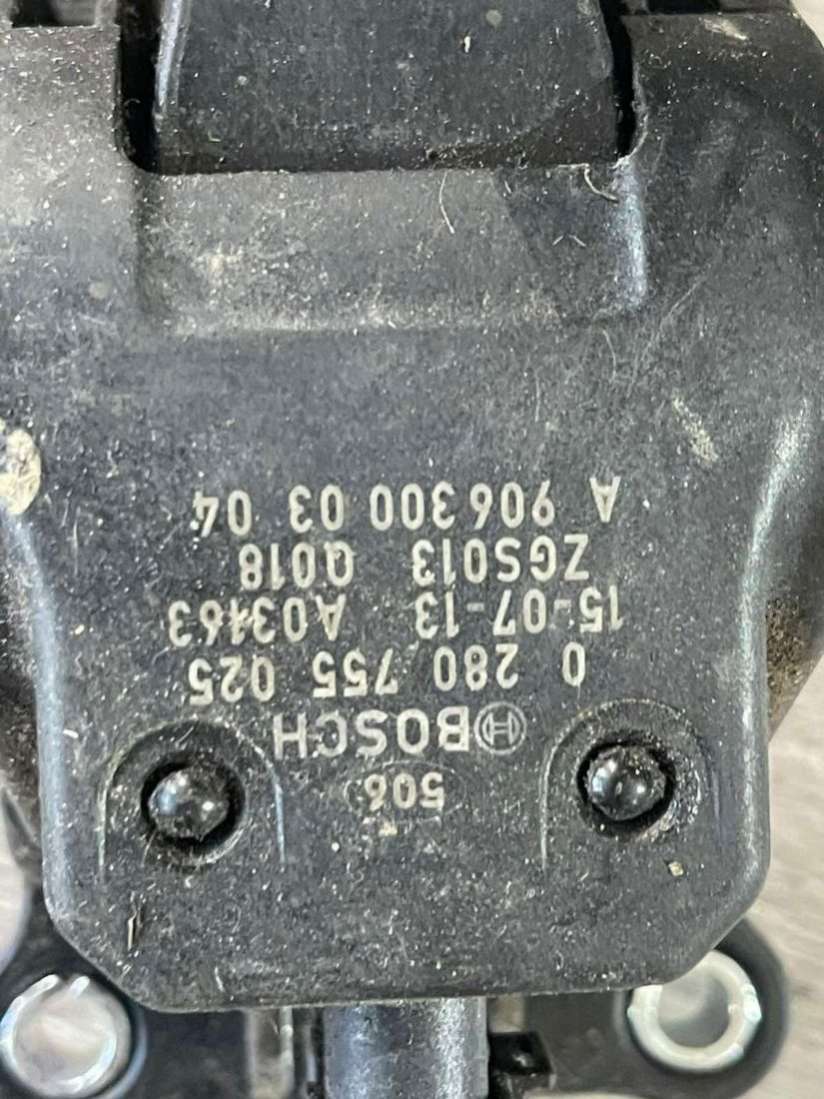 506
BOSCH
0 280 755 025
15-07-13 A03463
ZGS013 Q018
A 906 300 03 04